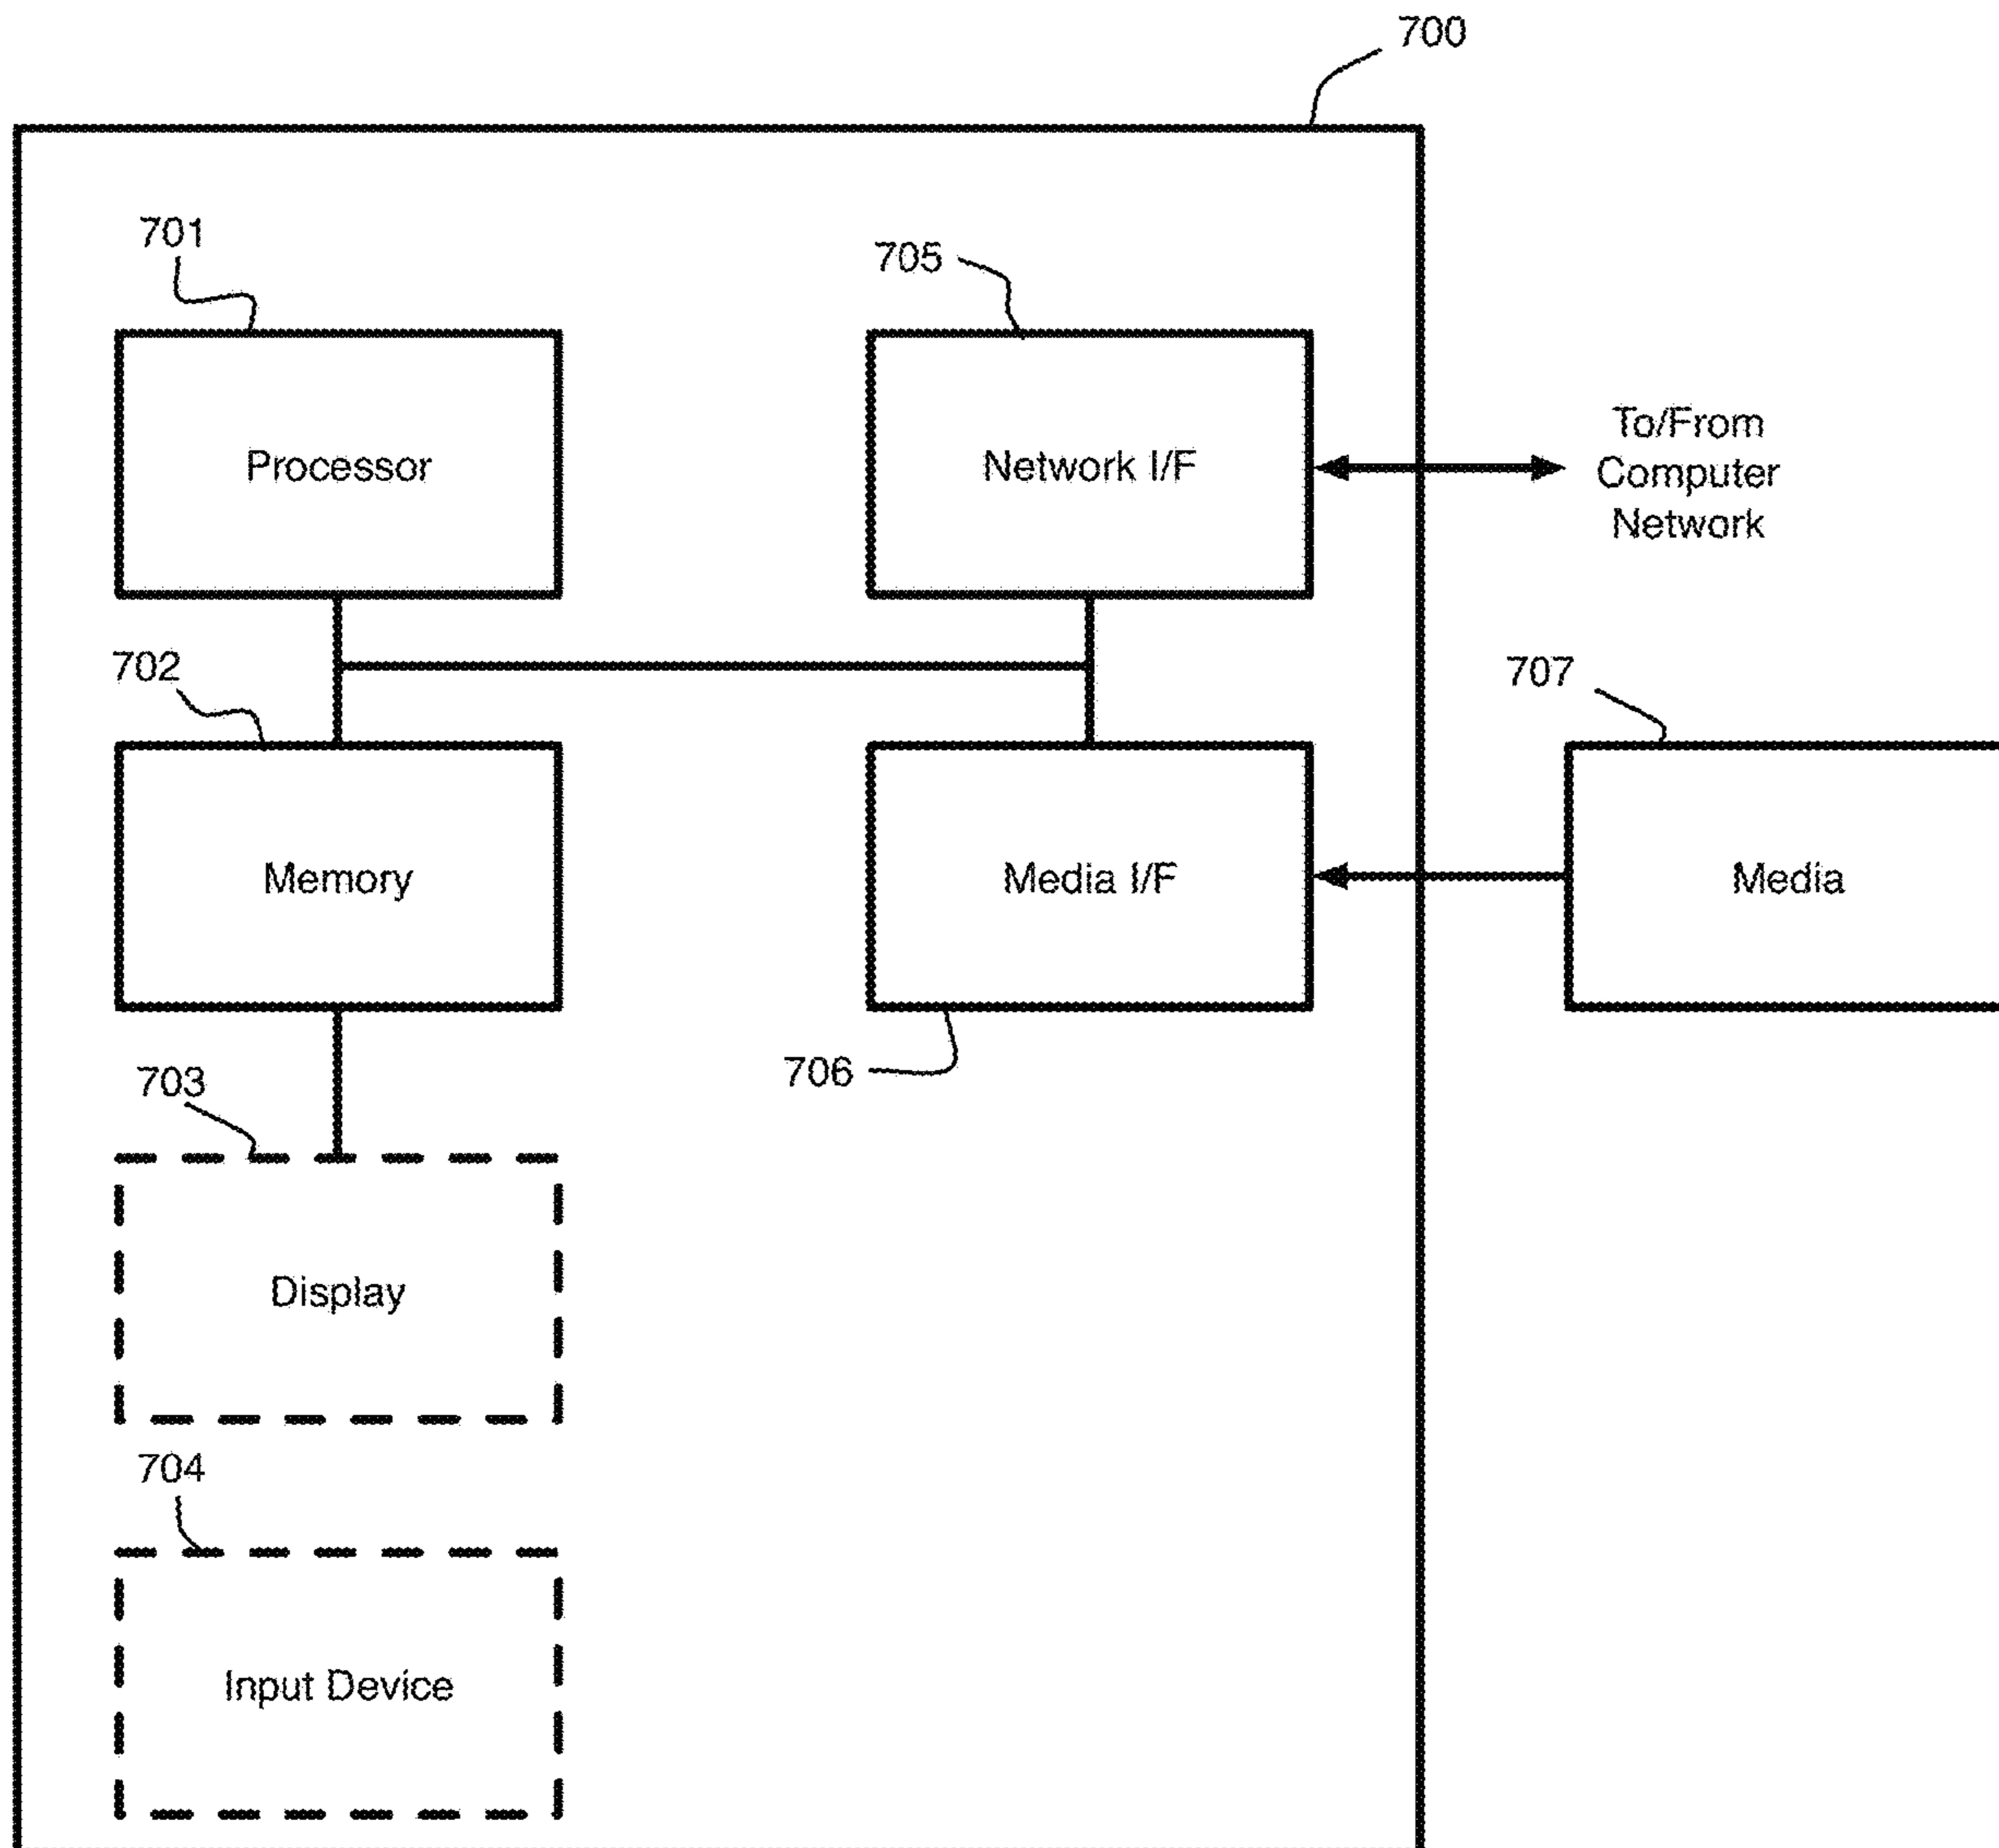 700
701
705
Processor
Network I/F
To/From
Computer
Network
702
707
Memory
Media I/F
Media
703
706
Display
704
Input Device